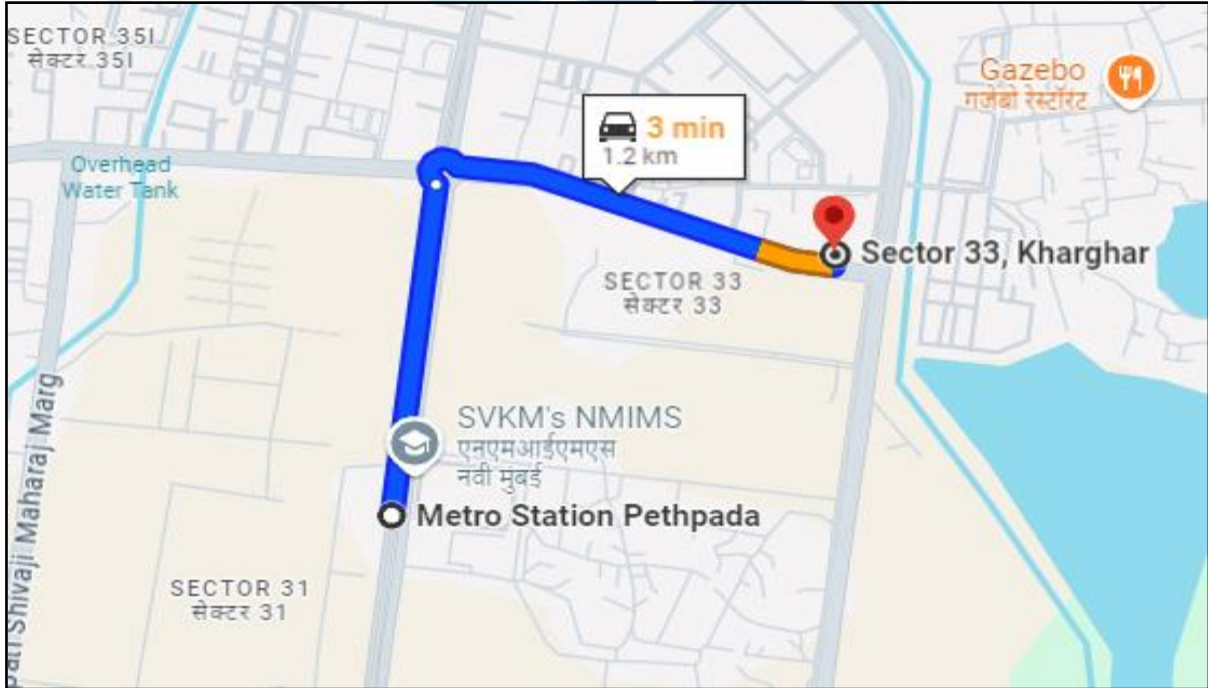 SECTOR 35I
सेक्टर 35I
Gazebo
गजेबो रेस्टॉरंट
3 min
1.2 km
Overhead
Water Tank
Sector 33, Kharghar
SECTOR 33
सेक्टर 33
SVKM's NMIMS
एनएमआईएमएस
नवी मुंबई
Metro Station Pethpada
SECTOR 31
सेक्टर 31
Shivaji Maharaj Marg